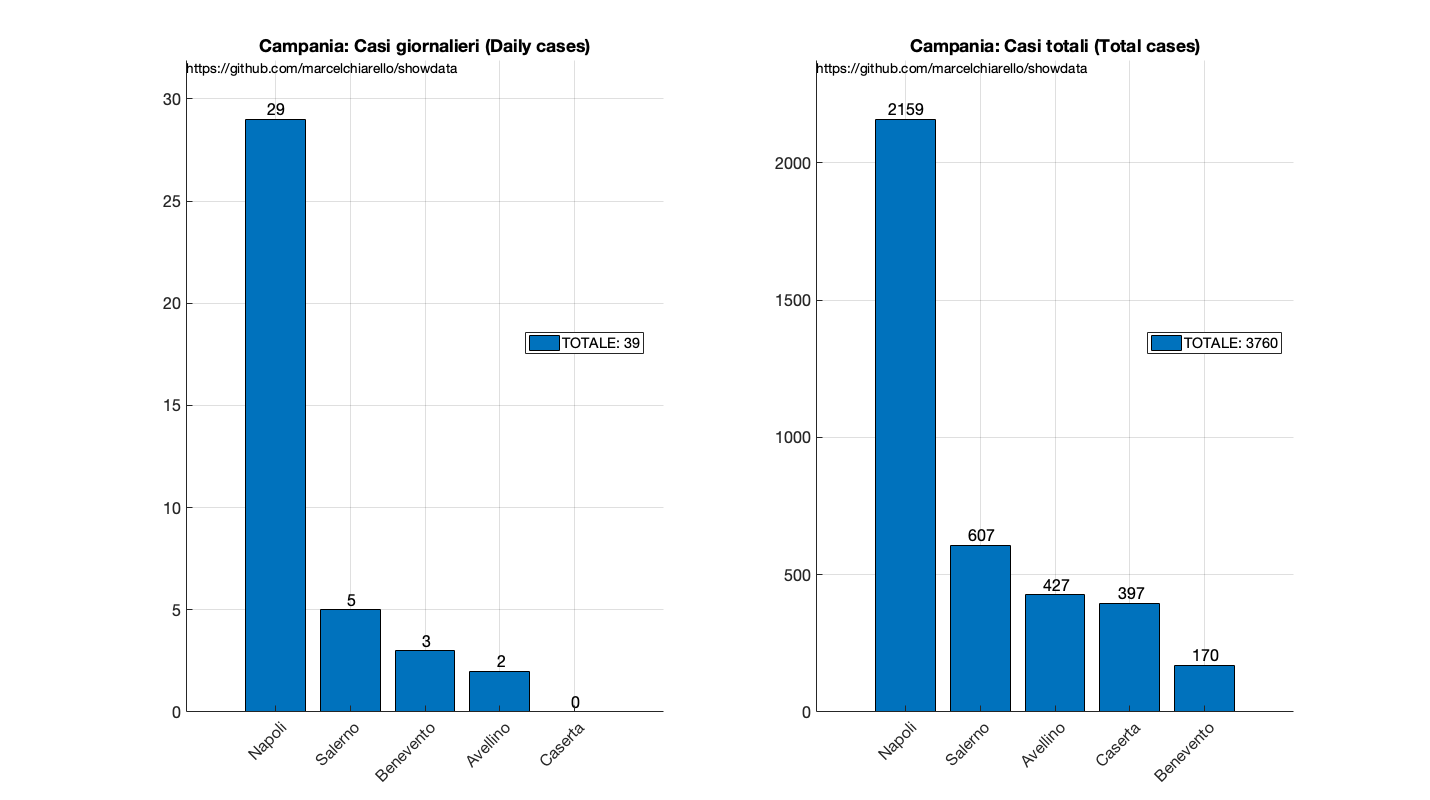 Campania: Casi giornalieri (Daily cases)
https://github.com/marcelchiarello/showdata
30
25
20
15
10
5
0
29
5
3
2
0
TOTALE: 39
Napoli
Salerno
Benevento
Avellino
Caserta
Campania: Casi totali (Total cases)
https://github.com/marcelchiarello/showdata
2000
1500
1000
500
0
2159
607
427
397
170
TOTALE: 3760
Napoli
Salerno
Avellino
Caserta
Benevento